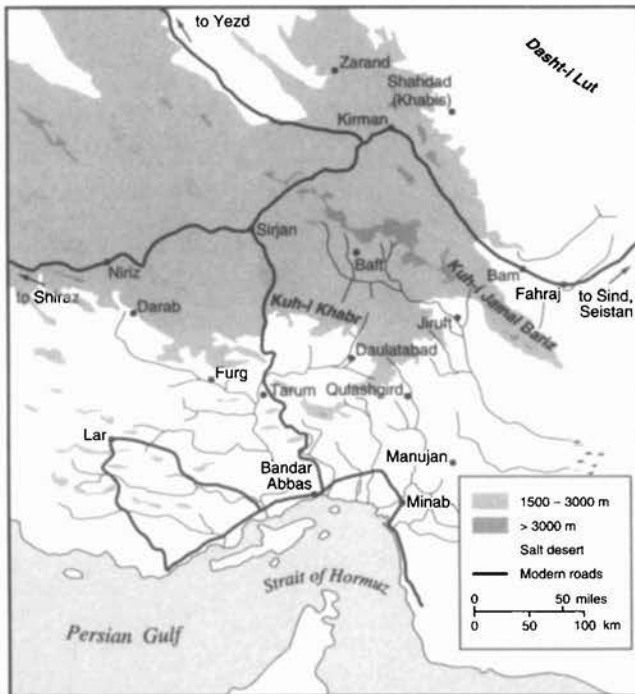 to Yezd
Zarand
Dasht-i Lut
Shahdad
(Khabis)
Kirman
Sirjan
Baft
Bam
Niriz
Fahraj
to Sind,
Seistan
to Shiraz
Darab
Kuh-i Khabr
Jiruft
Kuh-i Jamal Bariz
Daulatabad
Furg
Tarum
Qulashgird
Lar
Manujan
Bandar
Abbas
Minab
1500 – 3000 m
> 3000 m
Salt desert
Modern roads
0 50 miles
0 50 100 km
Strait of Hormuz
Persian Gulf